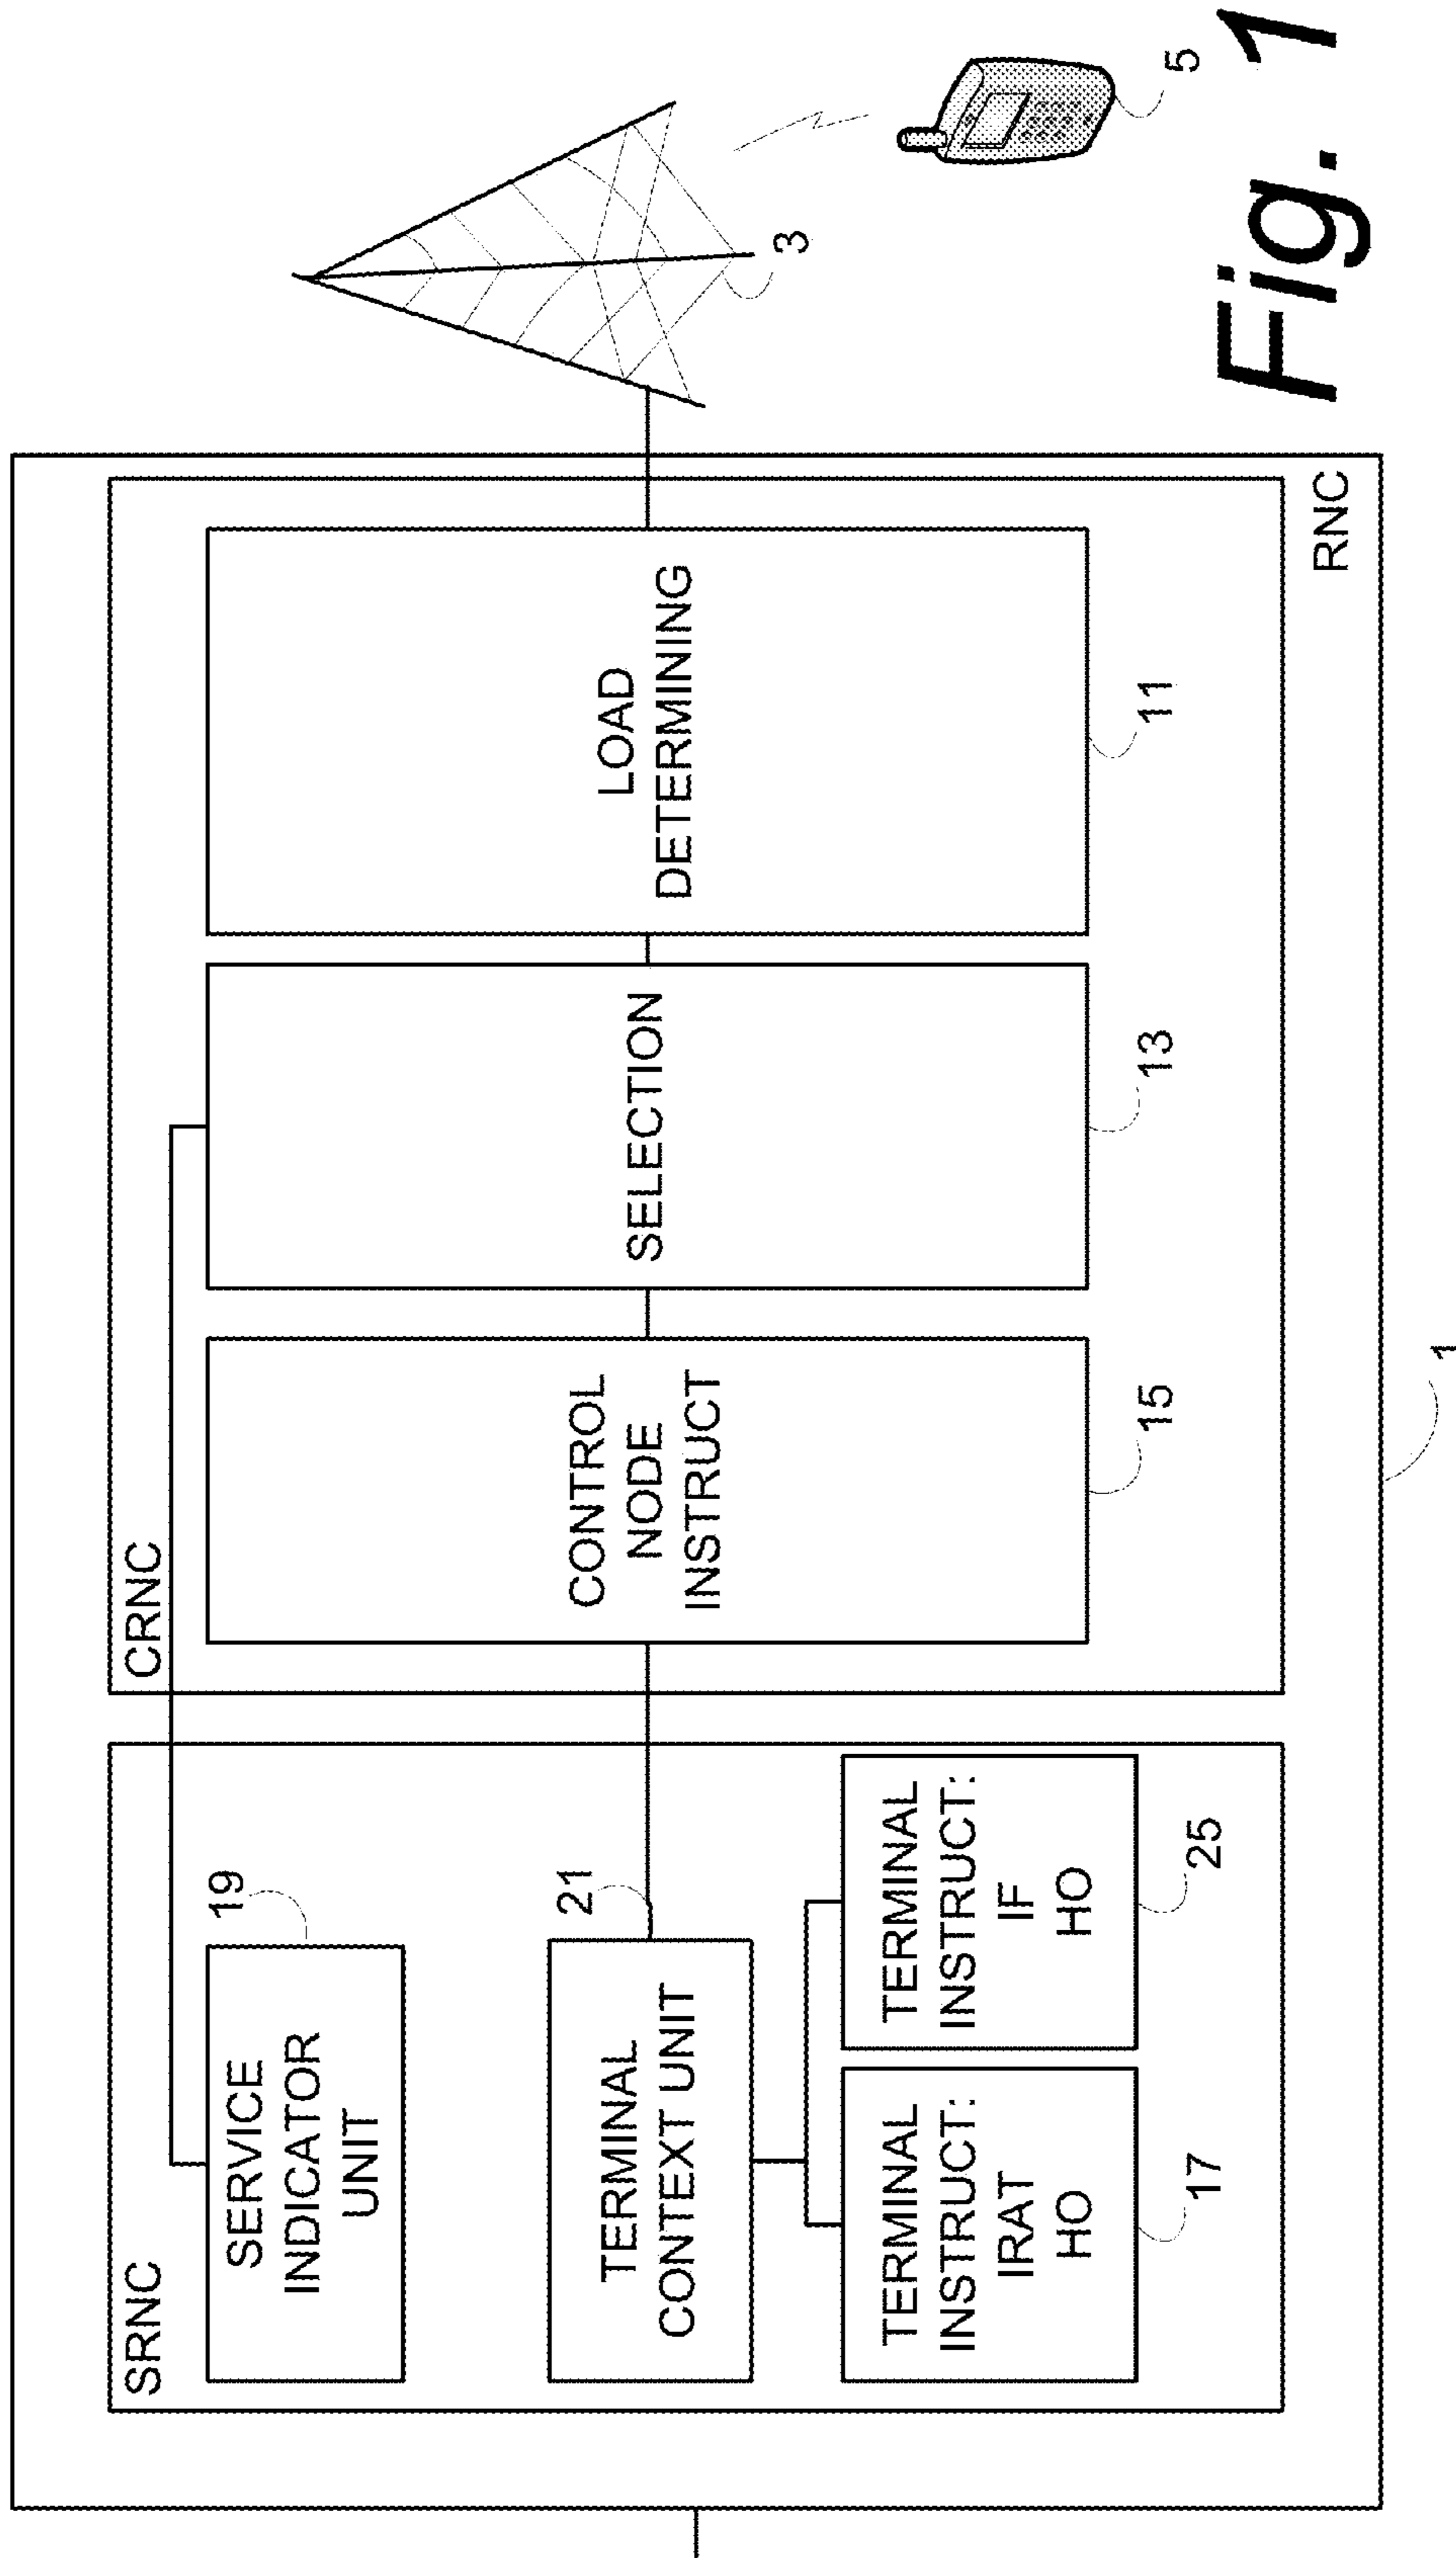 SRNC
SERVICE
INDICATOR
UNIT
19
TERMINAL
CONTEXT UNIT
21
TERMINAL
INSTRUCT:
IRAT
HO
17
TERMINAL
INSTRUCT:
IF
HO
25
CRNC
CONTROL
NODE
INSTRUCT
15
SELECTION
13
LOAD
DETERMINING
11
RNC
1
3
5
Fig. 1